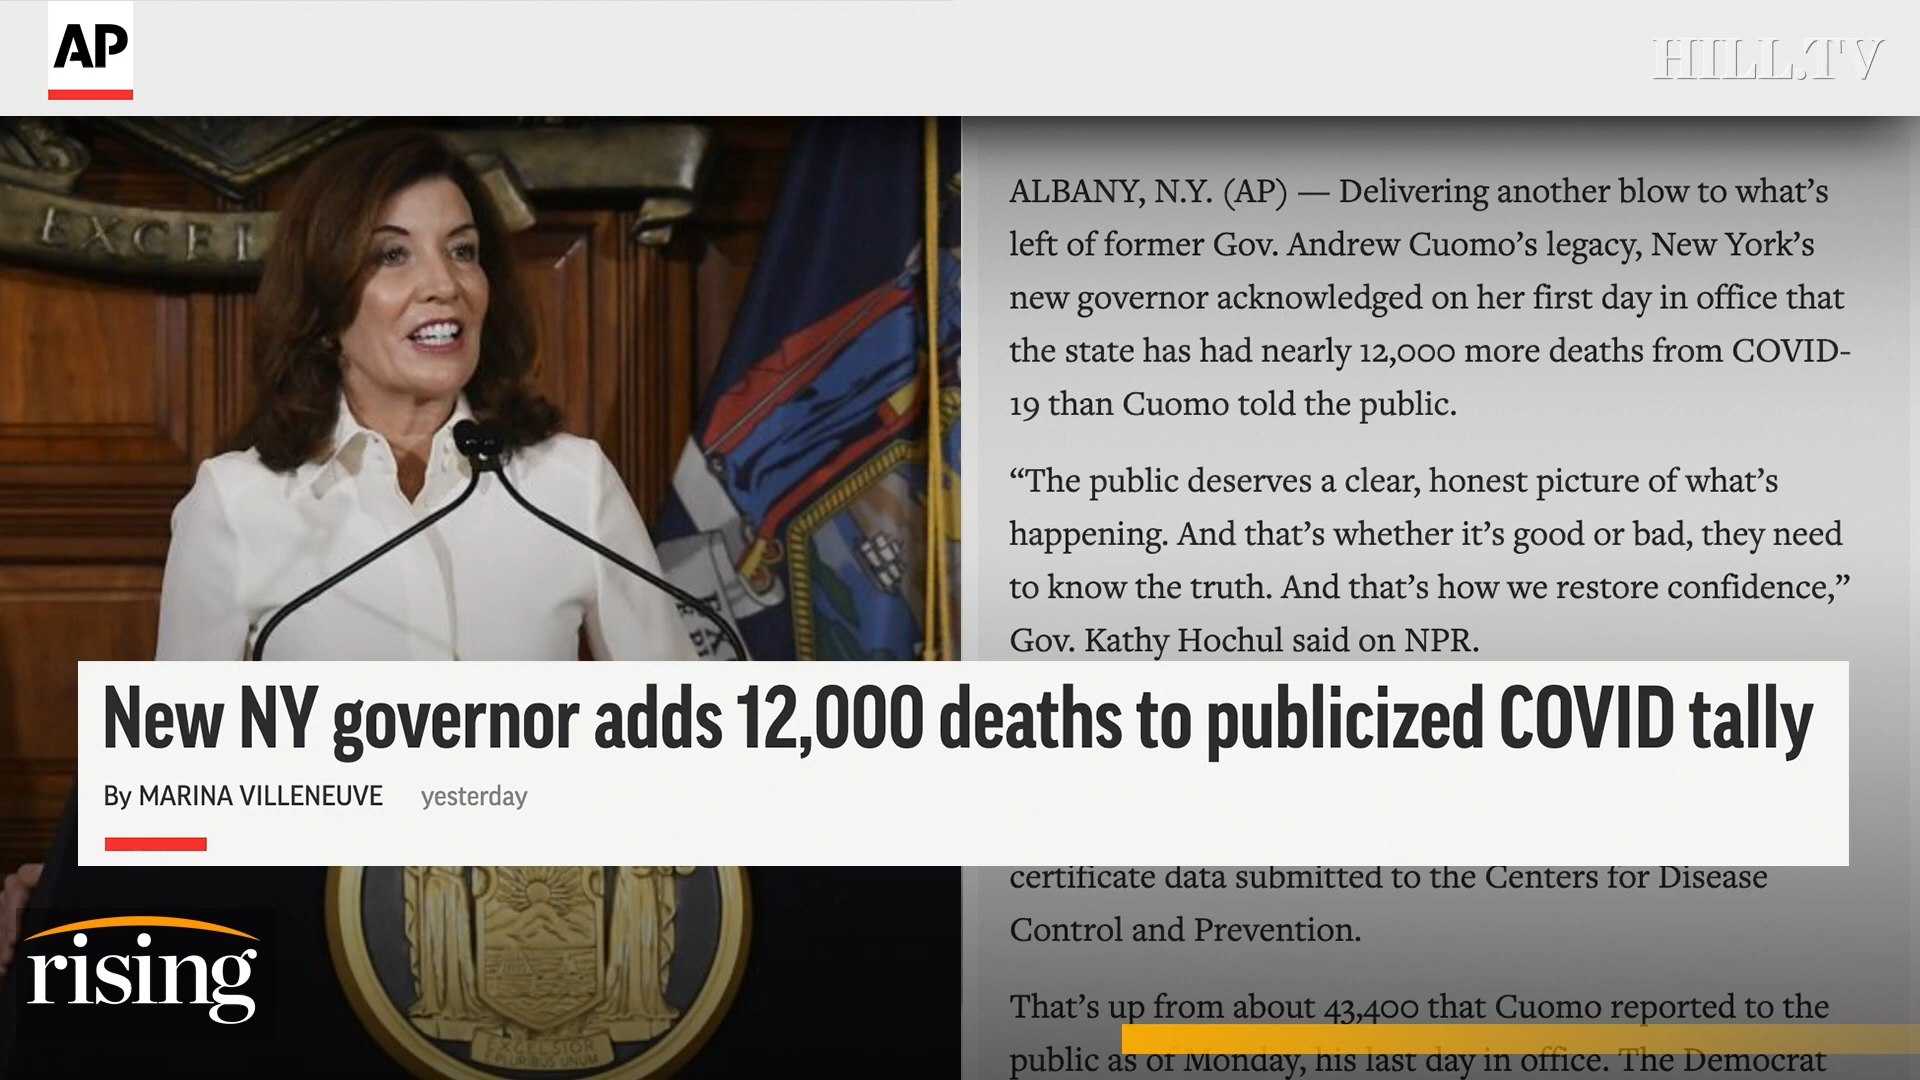 AP
HILL.TV
EXCEL
ALBANY, N.Y. (AP) — Delivering another blow to what’s
left of former Gov. Andrew Cuomo’s legacy, New York’s
new governor acknowledged on her first day in office that
the state has had nearly 12,000 more deaths from COVID-
19 than Cuomo told the public.
“The public deserves a clear, honest picture of what’s
happening. And that’s whether it’s good or bad, they need
to know the truth. And that’s how we restore confidence,”
Gov. Kathy Hochul said on NPR.
New NY governor adds 12,000 deaths to publicized COVID tally
By MARINA VILLENEUVE yesterday
certificate data submitted to the Centers for Disease
Control and Prevention.
That’s up from about 43,400 that Cuomo reported to the
public as of Monday, his last day in office. The Democrat
rising
EXCELSIOR
E PLURIBUS UNUM